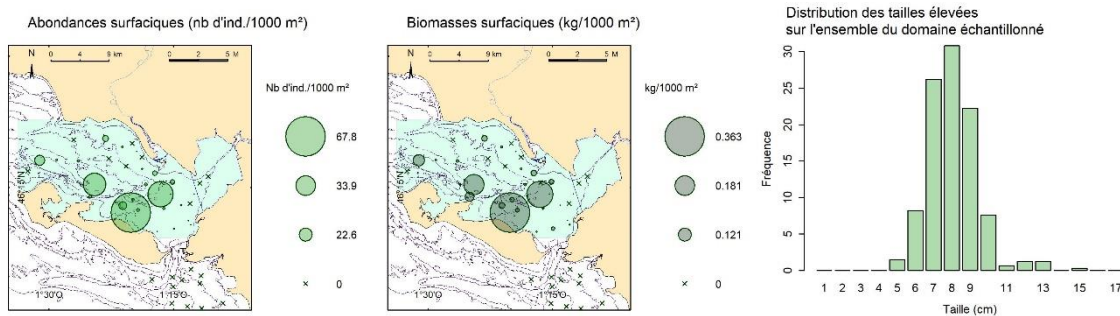 Abondances surfaciques (nb d'ind./1000 m²)
N
0 4 9 km
0 2 5 M
Nb d'ind./1000 m²
67.8
33.9
22.6
0
46°15'N
1°30'O
1°15'O
Biomasses surfaciques (kg/1000 m²)
N
0 4 9 km
0 2 5 M
kg/1000 m²
0.363
0.181
0.121
0
46°15'N
1°30'O
1°15'O
Distribution des tailles élevées
sur l'ensemble du domaine échantillonné
Fréquence
30
25
20
15
10
5
0
1 2 3 4 5 6 7 8 9 11 13 15 17
Taille (cm)